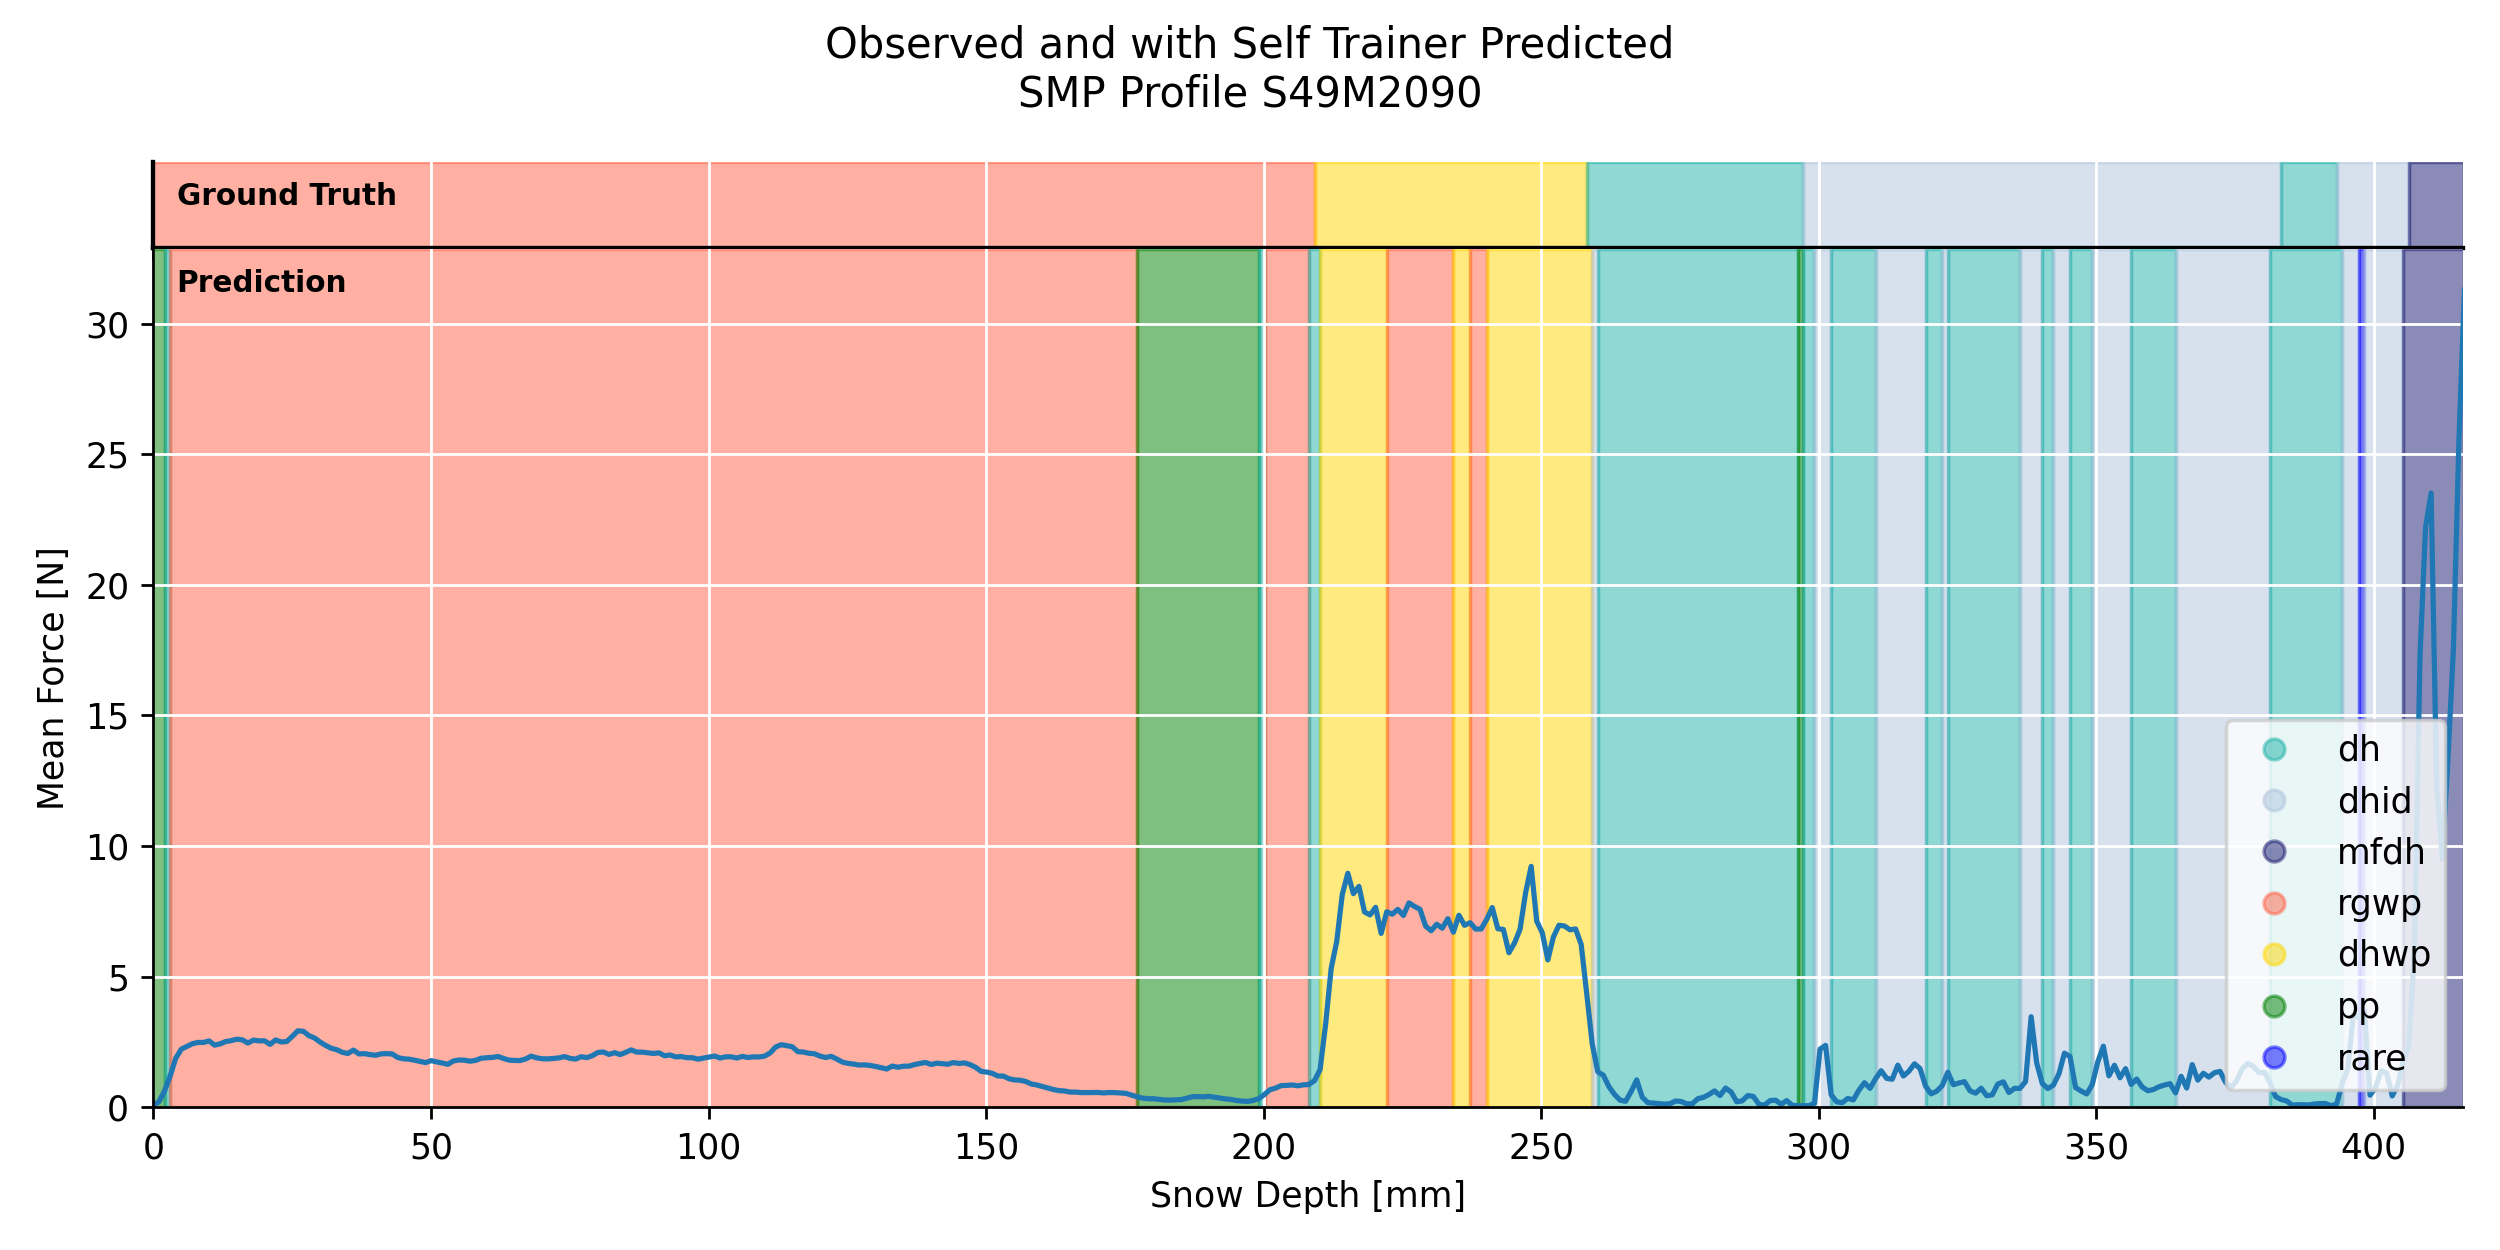 Observed and with Self Trainer Predicted
SMP Profile S49M2090
Ground Truth
Prediction
30
25
20
15
10
5
0
Mean Force [N]
dh
dhid
mfdh
rgwp
dhwp
pp
rare
0 50 100 150 200 250 300 350 400
Snow Depth [mm]